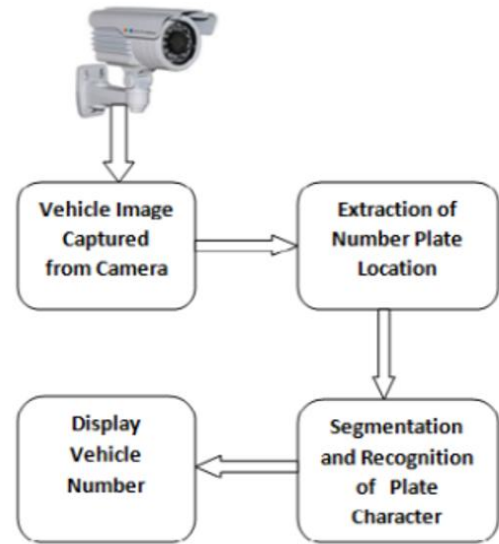 Vehicle Image
Captured
from Camera
Extraction of
Number Plate
Location
Segmentation
and Recognition
of Plate
Character
Display
Vehicle
Number